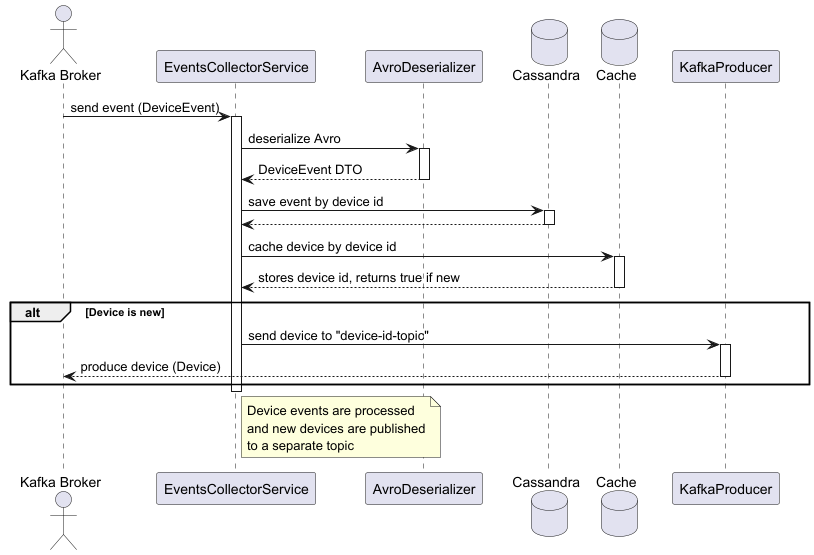 Kafka Broker
EventsCollectorService
AvroDeserializer
Cassandra
Cache
KafkaProducer
send event (DeviceEvent)
deserialize Avro
DeviceEvent DTO
save event by device id
cache device by device id
stores device id, returns true if new
alt
[Device is new]
send device to "device-id-topic"
produce device (Device)
Device events are processed
and new devices are published
to a separate topic
Kafka Broker
EventsCollectorService
AvroDeserializer
Cassandra
Cache
KafkaProducer